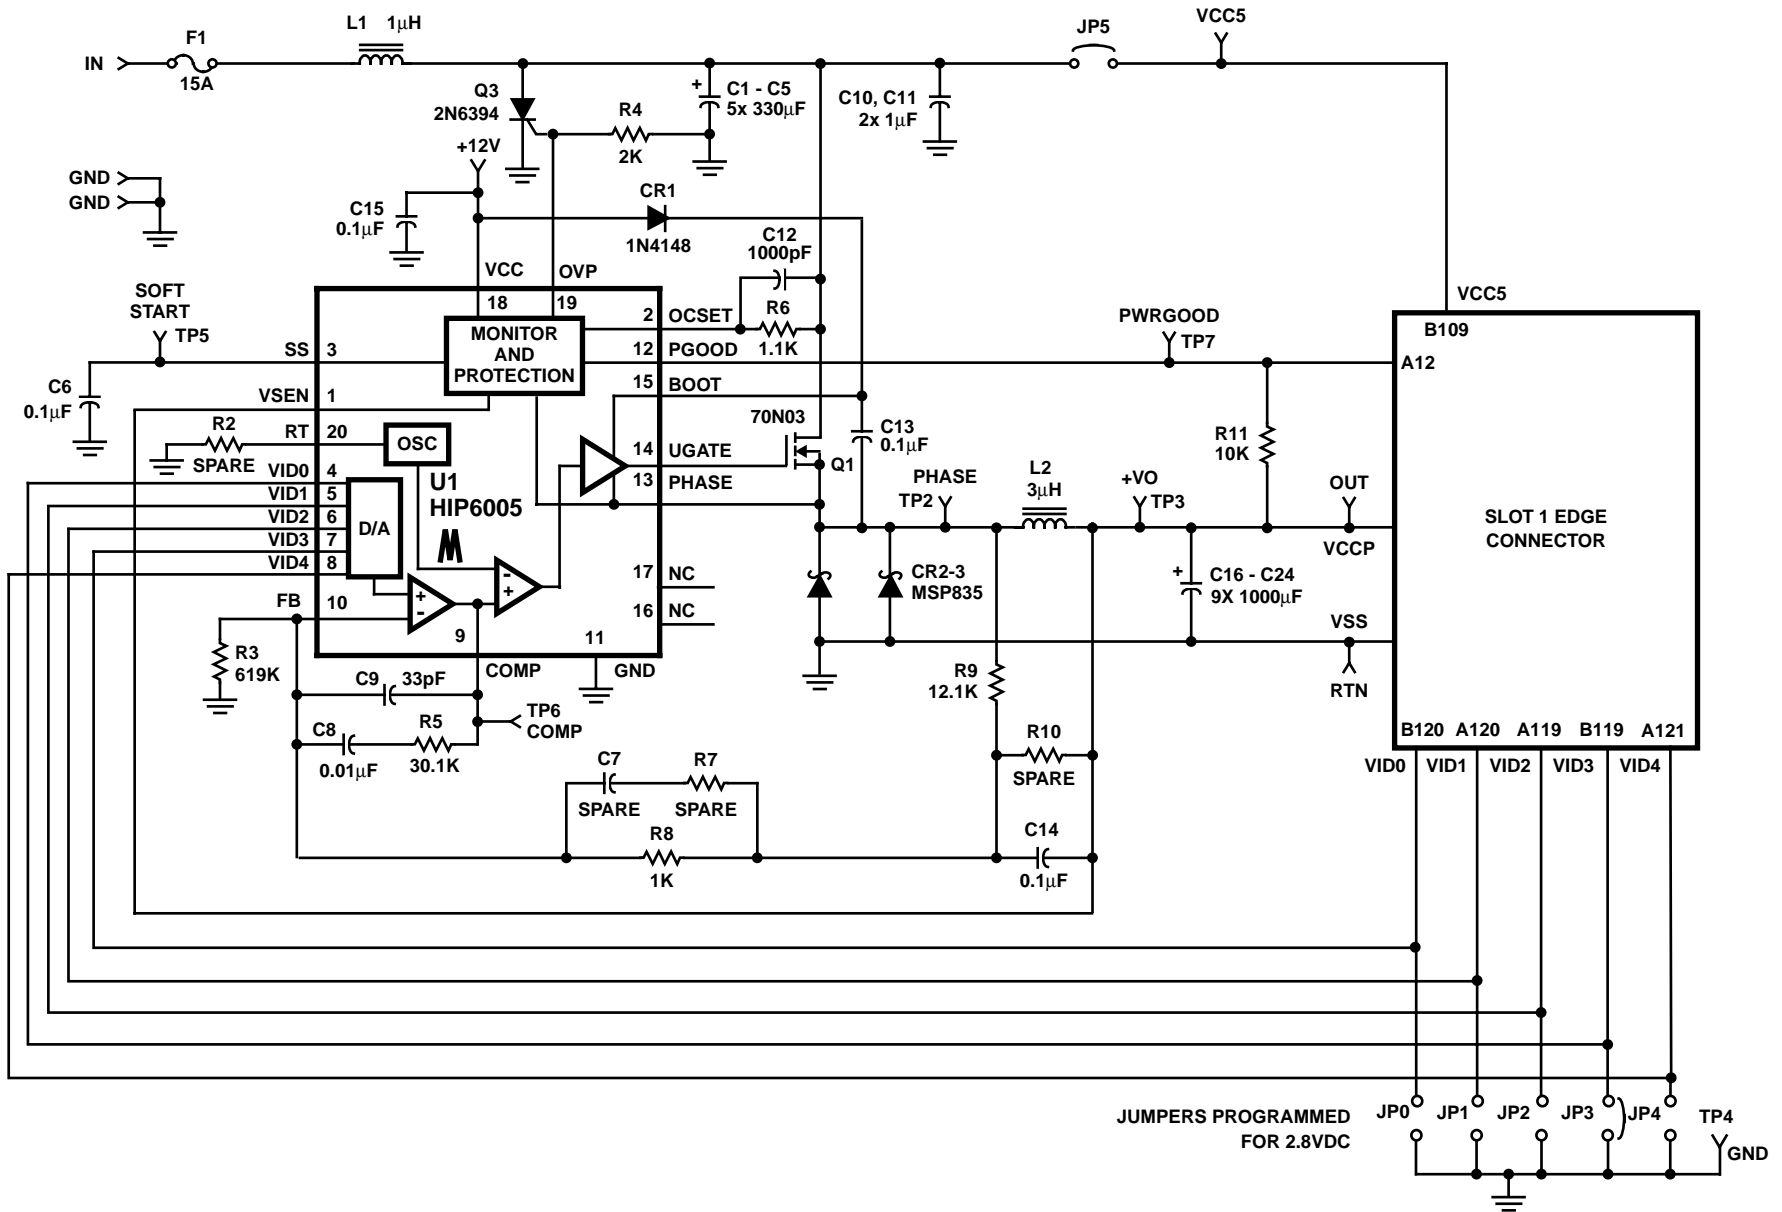 L1 1μH
F1
IN
15A
JP5
VCC5
Q3
2N6394
C1 - C5
5x 330μF
R4
2K
C10, C11
2x 1μF
+12V
GND
GND
C15
0.1μF
CR1
1N4148
C12
1000pF
VCC
OVP
SOFT
START
TP5
18
19
MONITOR
AND
PROTECTION
2
OCSET
R6
1.1K
PWRGOOD
TP7
VCC5
B109
SS
3
12
PGOOD
A12
C6
0.1μF
VSEN
1
15
BOOT
R2
SPARE
RT
20
OSC
70N03
Q1
C13
0.1μF
R11
10K
14
UGATE
13
PHASE
VID0
4
VID1
5
VID2
6
VID3
7
VID4
8
D/A
U1
HIP6005
PHASE
TP2
L2
3μH
+VO
TP3
OUT
VCCP
SLOT 1 EDGE
CONNECTOR
17
NC
16
NC
CR2-3
MSP835
C16 - C24
9X 1000μF
VSS
RTN
FB
10
+
-
-
+
9
11
COMP
GND
R3
619K
C9
33pF
TP6
COMP
C8
0.01μF
R5
30.1K
R9
12.1K
R10
SPARE
C7
SPARE
R7
SPARE
R8
1K
C14
0.1μF
B120 A120 A119 B119 A121
VID0 VID1 VID2 VID3 VID4
JUMPERS PROGRAMMED
FOR 2.8VDC
JP0 JP1 JP2 JP3 JP4
TP4
GND